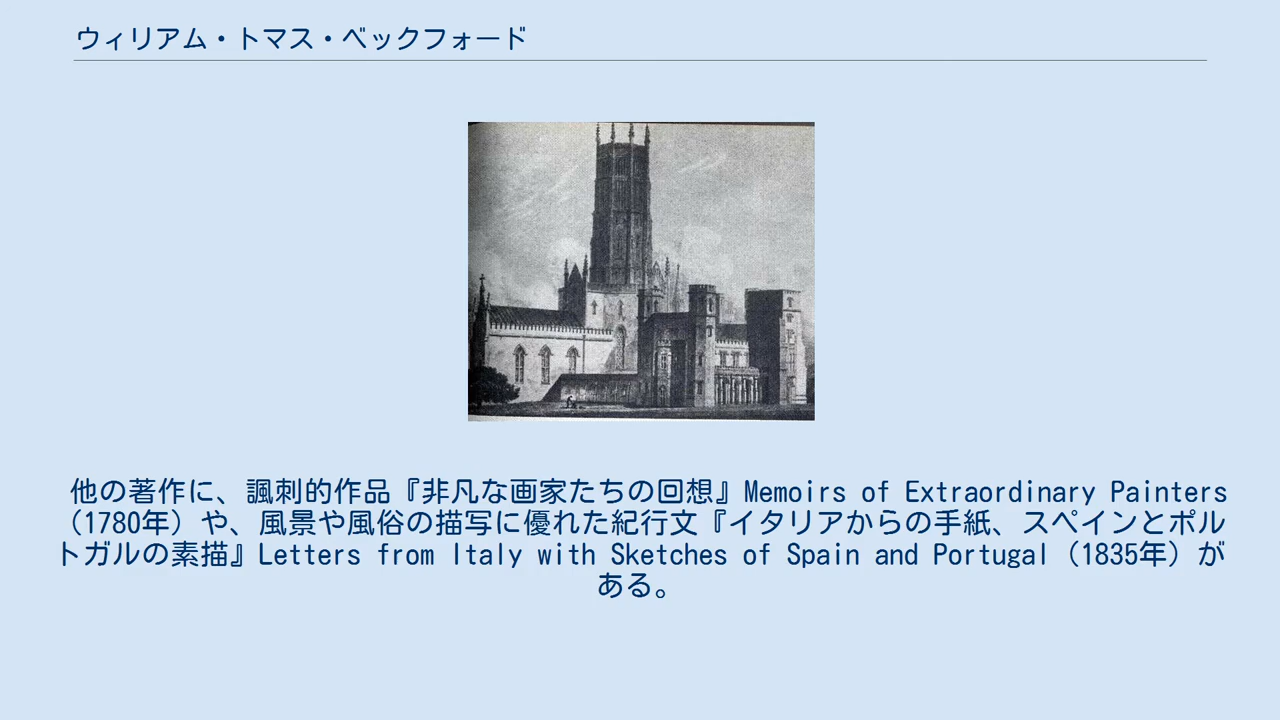 ウィリアム・トマス・ベックフォード
他の著作に、諷刺的作品『非凡な画家たちの回想』Memoirs of Extraordinary Painters
（1780年）や、風景や風俗の描写に優れた紀行文『イタリアからの手紙、スペインとポル
トガルの素描』Letters from Italy with Sketches of Spain and Portugal（1835年）が
ある。